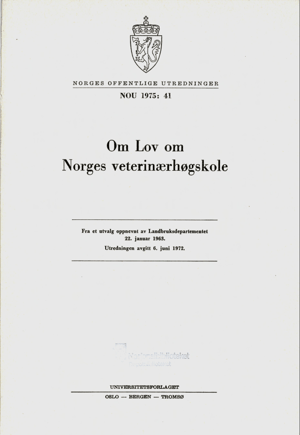 NORGES OFFENTLIGE UTREDNINGER
NOU 1975: 41
Om Lov om
Norges veterinærhøgskole
Fra et utvalg oppnevnt av Landbruksdepartementet
22. januar 1965.
Utredningen avgitt 6. juni 1972.
UNIVERSITETSFORLAGET
OSLO — BERGEN — TROMSØ